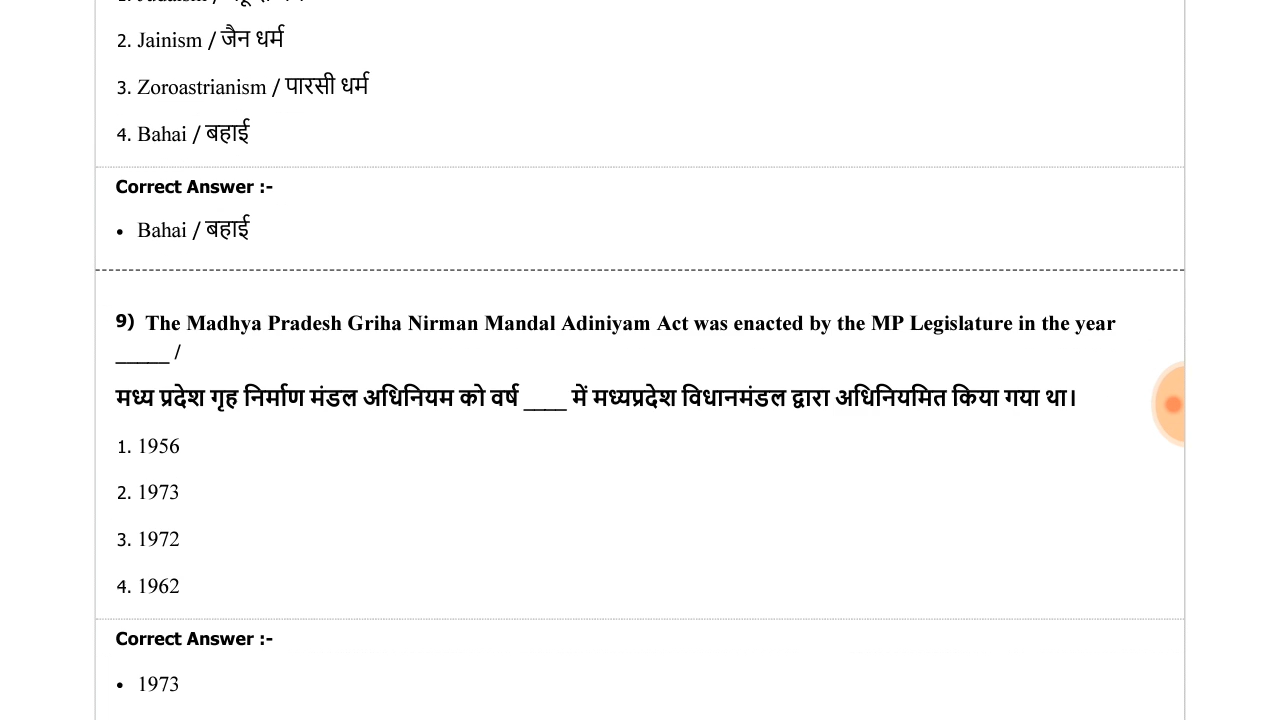 2. Jainism / जैन धर्म
3. Zoroastrianism / पारसी धर्म
4. Bahai / बहाई
Correct Answer :-
• Bahai / बहाई
9) The Madhya Pradesh Griha Nirman Mandal Adiniyam Act was enacted by the MP Legislature in the year
_____ /
मध्य प्रदेश गृह निर्माण मंडल अधिनियम को वर्ष ____ में मध्यप्रदेश विधानमंडल द्वारा अधिनियमित किया गया था।
1. 1956
2. 1973
3. 1972
4. 1962
Correct Answer :-
• 1973